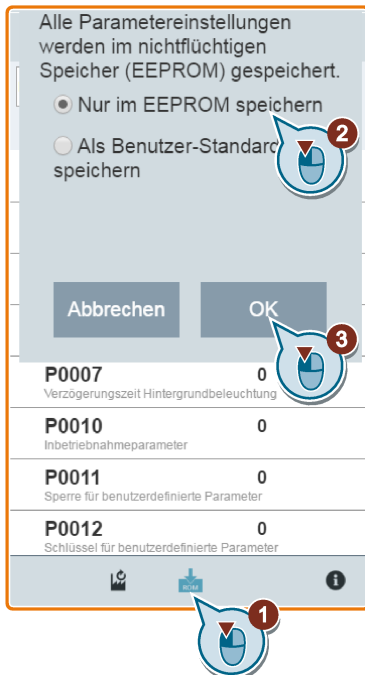 Alle Parametereinstellungen
werden im nichtflüchtigen
Speicher (EEPROM) gespeichert.
Nur im EEPROM speichern
2
Als Benutzer-Standard
speichern
Abbrechen
OK
3
P0007 0
Verzögerungszeit Hintergrundbeleuchtung
P0010 0
Inbetriebnahmeparameter
P0011 0
Sperre für benutzerdefinierte Parameter
P0012 0
Schlüssel für benutzerdefinierte Parameter
ROM
1